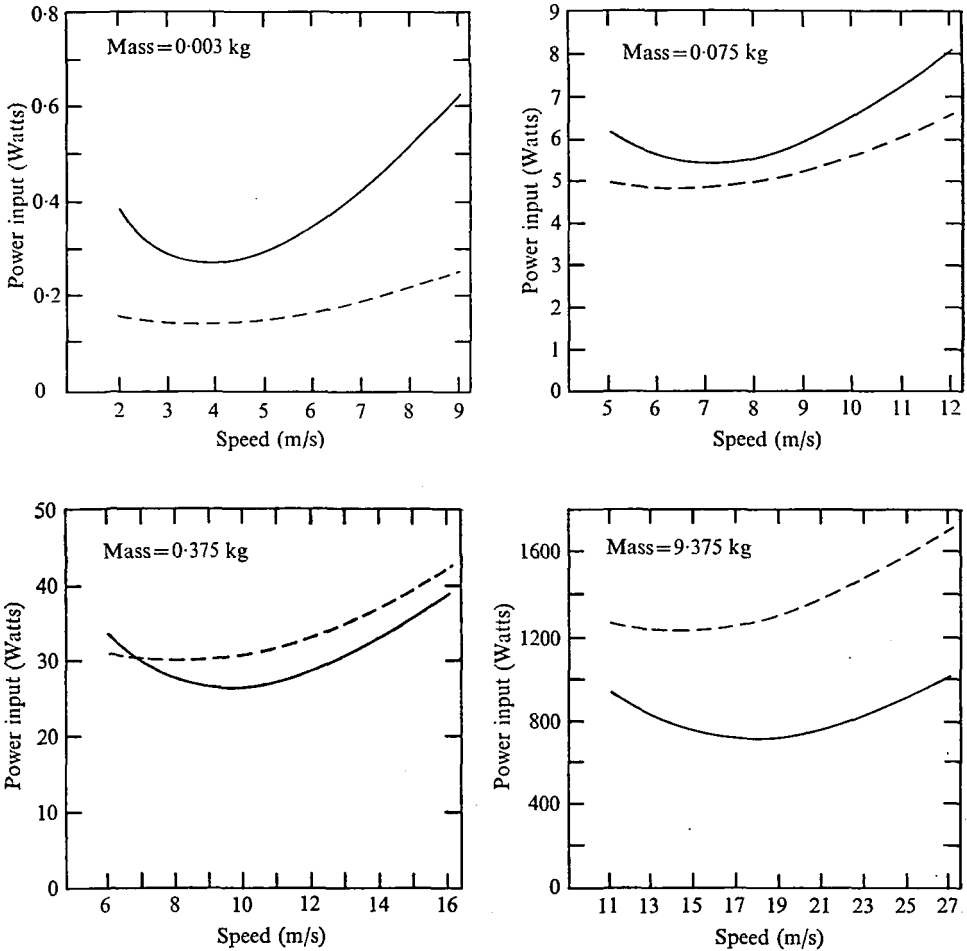 Mass=0·003 kg
Power input (Watts)
0·8
0·6
0·4
0·2
0
2 3 4 5 6 7 8 9
Speed (m/s)
Mass=0·075 kg
Power input (Watts)
9
8
7
6
5
4
3
2
1
0
5 6 7 8 9 10 11 12
Speed (m/s)
Mass=0·375 kg
Power input (Watts)
50
40
30
20
10
0
6 8 10 12 14 16
Speed (m/s)
Mass=9·375 kg
Power input (Watts)
1600
1200
800
400
0
11 13 15 17 19 21 23 25 27
Speed (m/s)